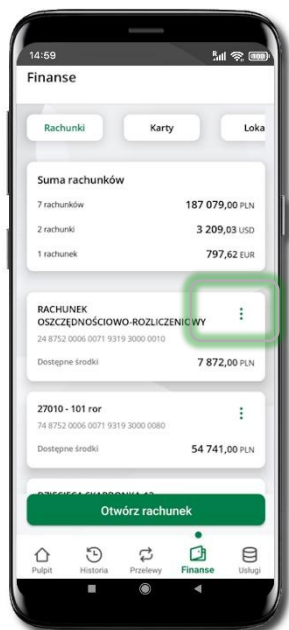 14:59
Finanse
Rachunki Karty Loka
Suma rachunków
7 rachunków 187 079,00 PLN
2 rachunki 3 209,03 USD
1 rachunek 797,62 EUR
RACHUNEK
OSZCZĘDNOŚCIOWO-ROZLICZENIOWY
24 8752 0006 0071 9319 3000 0010
Dostępne środki 7 872,00 PLN
27010 - 101 ror
74 8752 0006 0071 9319 3000 0080
Dostępne środki 54 741,00 PLN
Otwórz rachunek
Pulpit Historia Przelewy Finanse Usługi